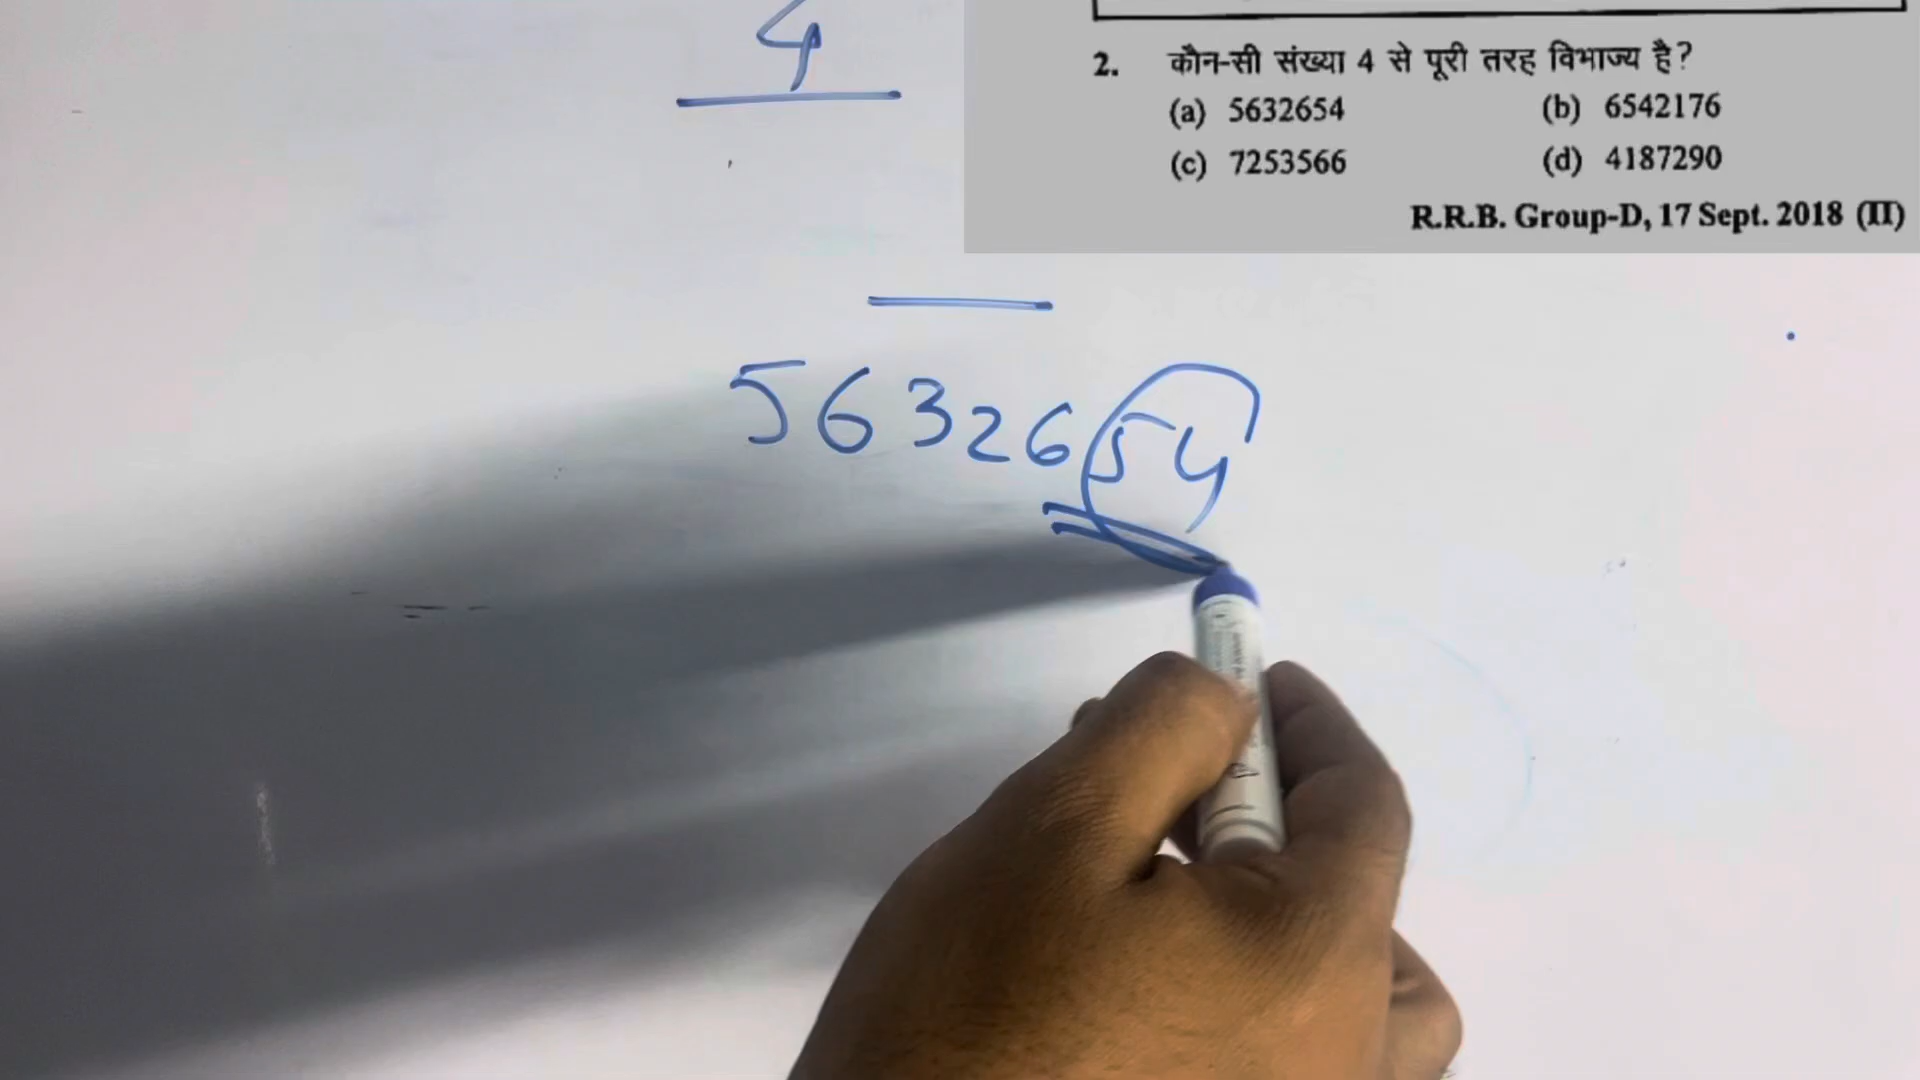 4
2. कौन-सी संख्या 4 से पूरी तरह विभाज्य है?
(a) 5632654 (b) 6542176
(c) 7253566 (d) 4187290
R.R.B. Group-D, 17 Sept. 2018 (II)
5632654